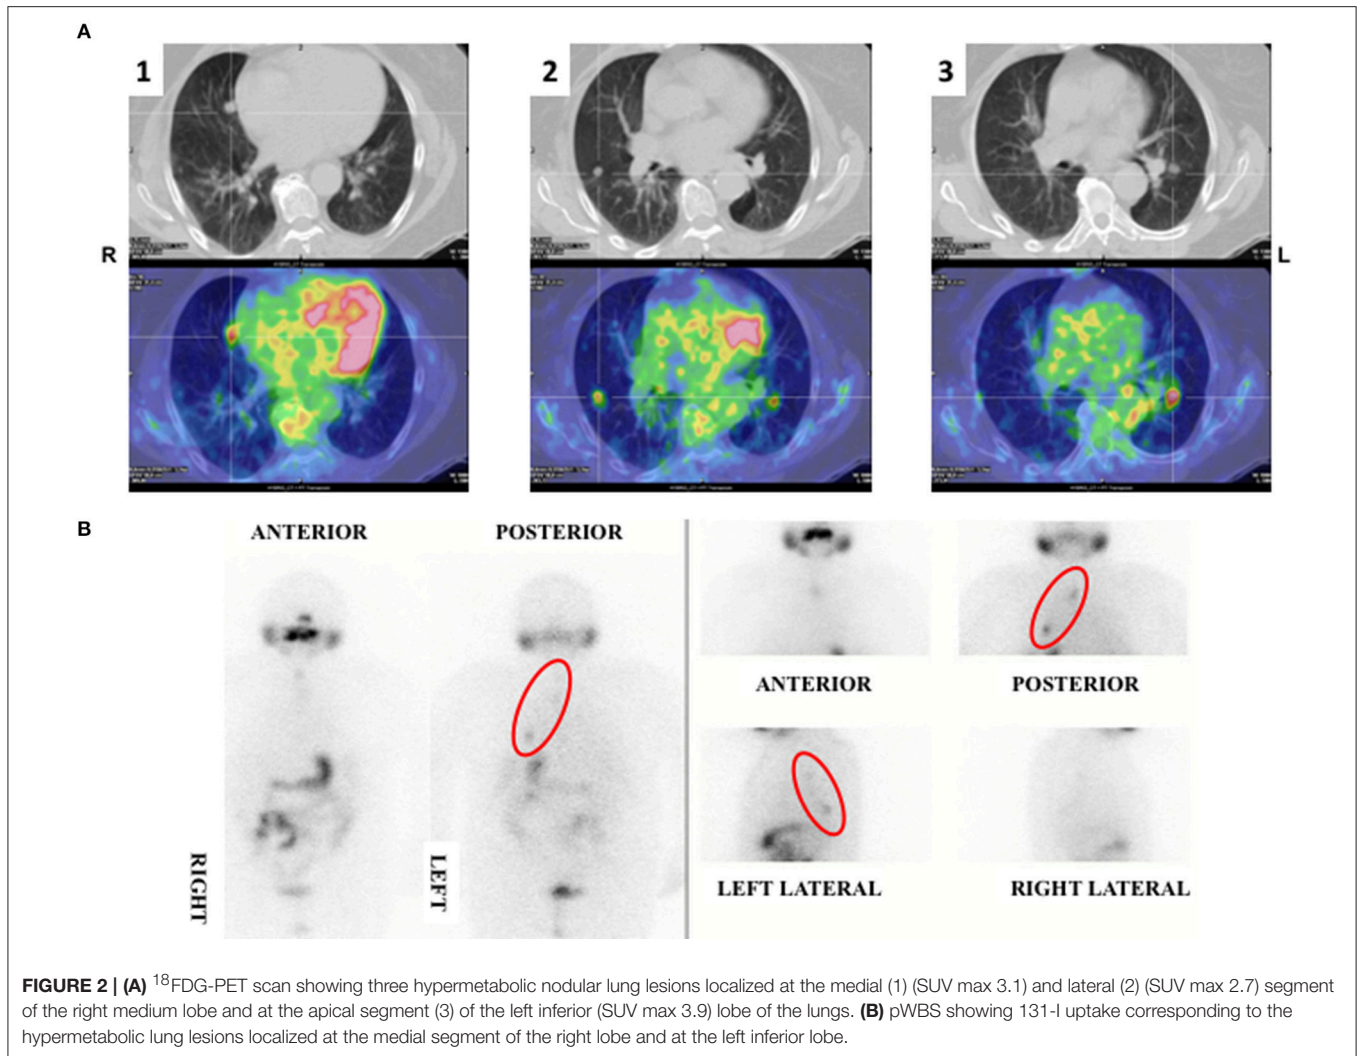 A
1
2
3
R
L
B
ANTERIOR
POSTERIOR
RIGHT
LEFT
ANTERIOR
POSTERIOR
LEFT LATERAL
RIGHT LATERAL
FIGURE 2 | (A) 18FDG-PET scan showing three hypermetabolic nodular lung lesions localized at the medial (1) (SUV max 3.1) and lateral (2) (SUV max 2.7) segment
of the right medium lobe and at the apical segment (3) of the left inferior (SUV max 3.9) lobe of the lungs. (B) pWBS showing 131-I uptake corresponding to the
hypermetabolic lung lesions localized at the medial segment of the right lobe and at the left inferior lobe.